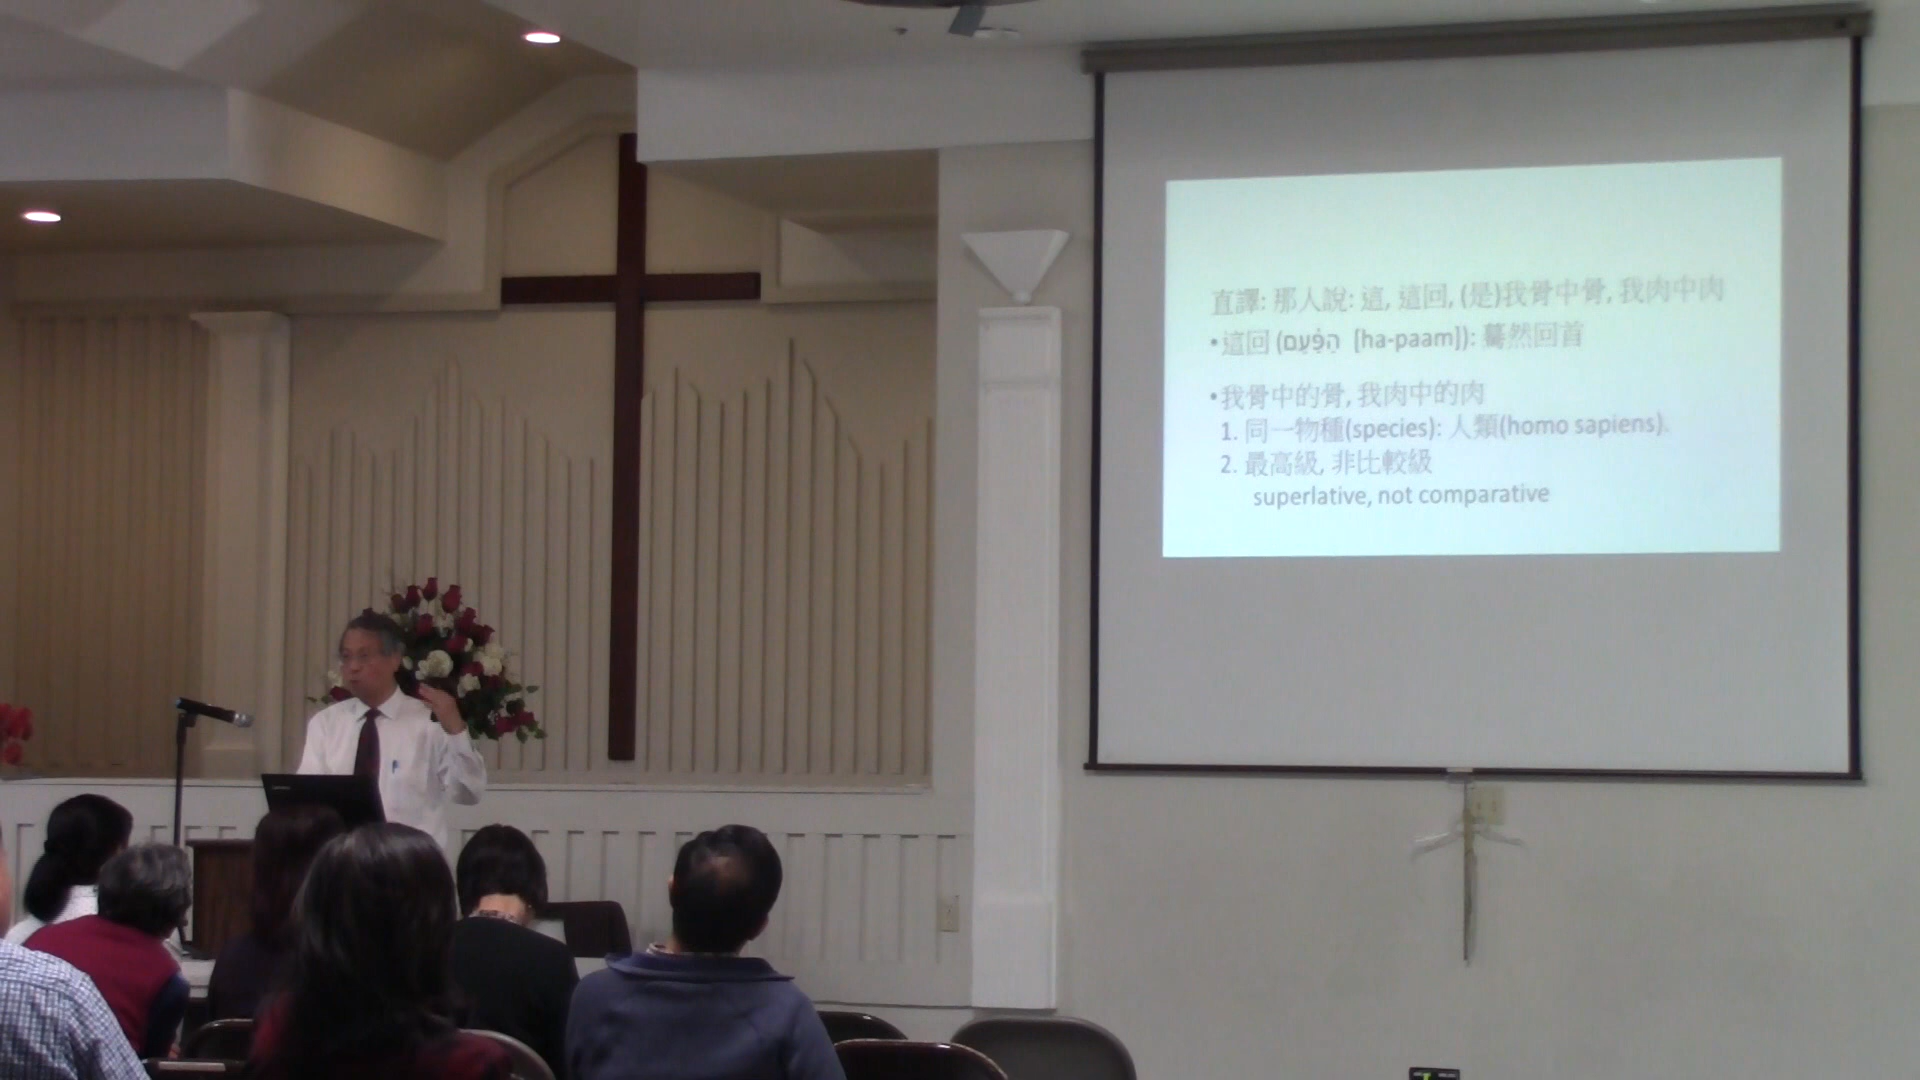 直譯: 那人說: 這, 這回, (是)我骨中骨, 我肉中肉
•這回 (הַפַּעַם [ha-paam]): 驀然回首
•我骨中的骨, 我肉中的肉
1. 同一物種(species): 人類(homo sapiens).
2. 最高級, 非比較級
superlative, not comparative